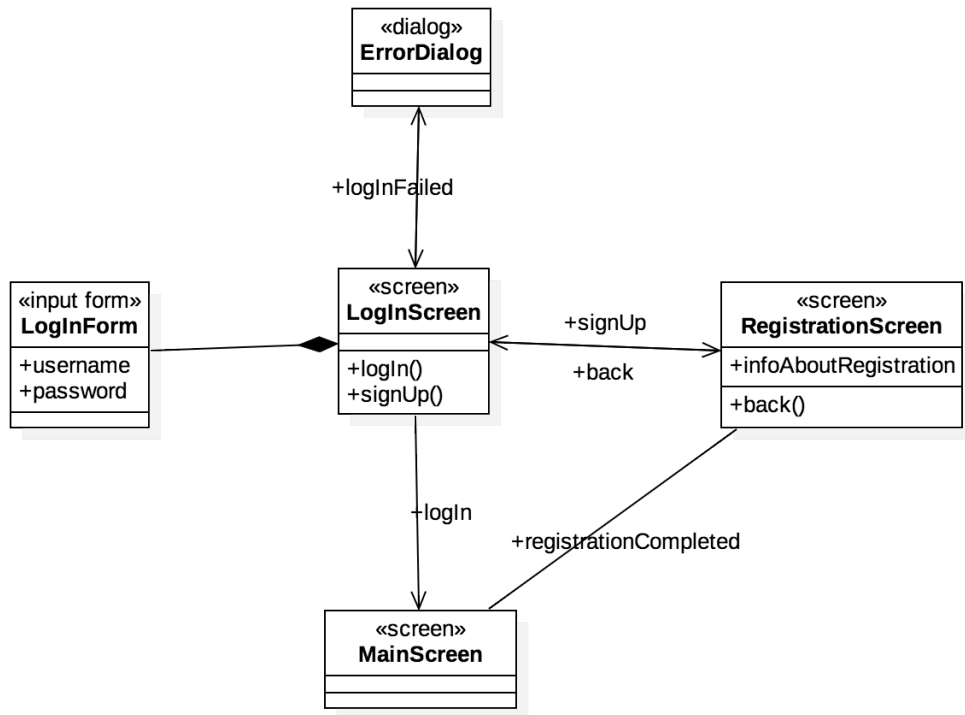 «dialog»
ErrorDialog
+logInFailed
«input form»
LogInForm
+username
+password
«screen»
LogInScreen
+logIn()
+signUp()
+signUp
+back
«screen»
RegistrationScreen
+infoAboutRegistration
+back()
+logIn
+registrationCompleted
«screen»
MainScreen